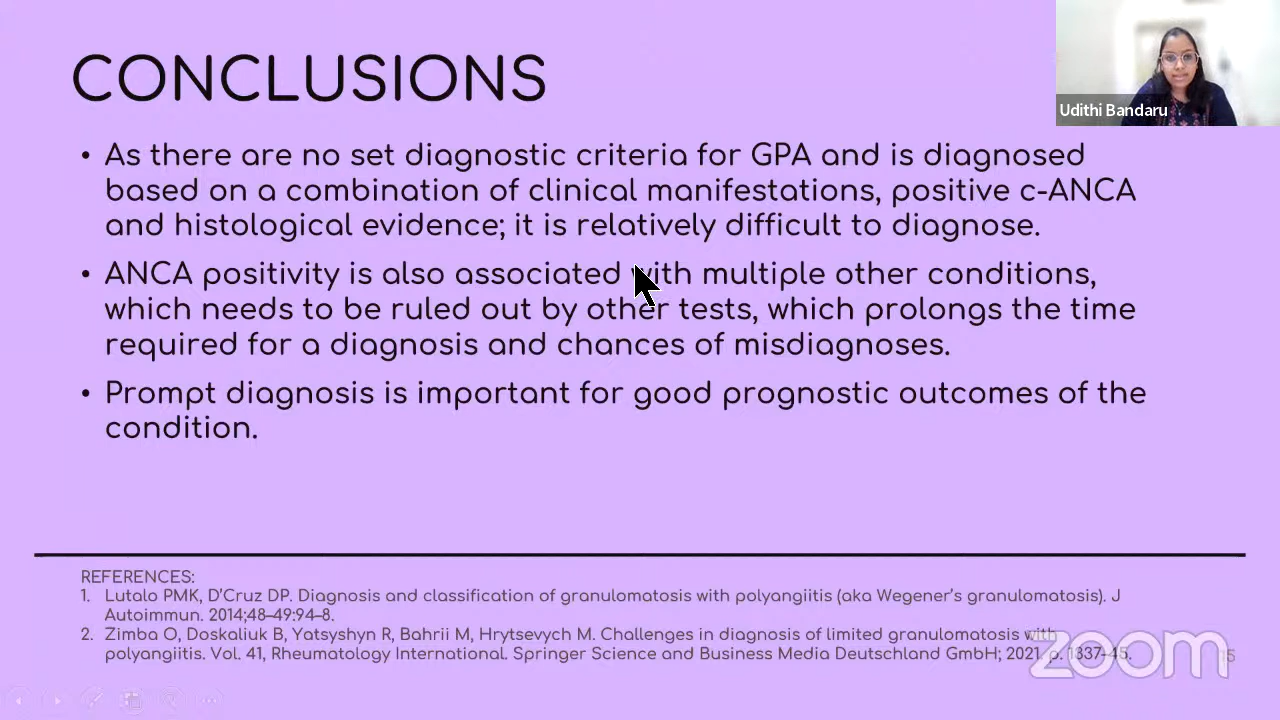 CONCLUSIONS
Udithi Bandaru
• As there are no set diagnostic criteria for GPA and is diagnosed
based on a combination of clinical manifestations, positive c-ANCA
and histological evidence; it is relatively difficult to diagnose.
• ANCA positivity is also associated with multiple other conditions,
which needs to be ruled out by other tests, which prolongs the time
required for a diagnosis and chances of misdiagnoses.
• Prompt diagnosis is important for good prognostic outcomes of the
condition.
REFERENCES:
1. Lutalo PMK, D'Cruz DP. Diagnosis and classification of granulomatosis with polyangiitis (aka Wegener's granulomatosis). J
Autoimmun. 2014;48–49:94–8.
2. Zimba O, Doskaliuk B, Yatsyshyn R, Bahrii M, Hrytsevych M. Challenges in diagnosis of limited granulomatosis with
polyangiitis. Vol. 41, Rheumatology International. Springer Science and Business Media Deutschland GmbH; 2021. p. 1337–45.
zoom
15